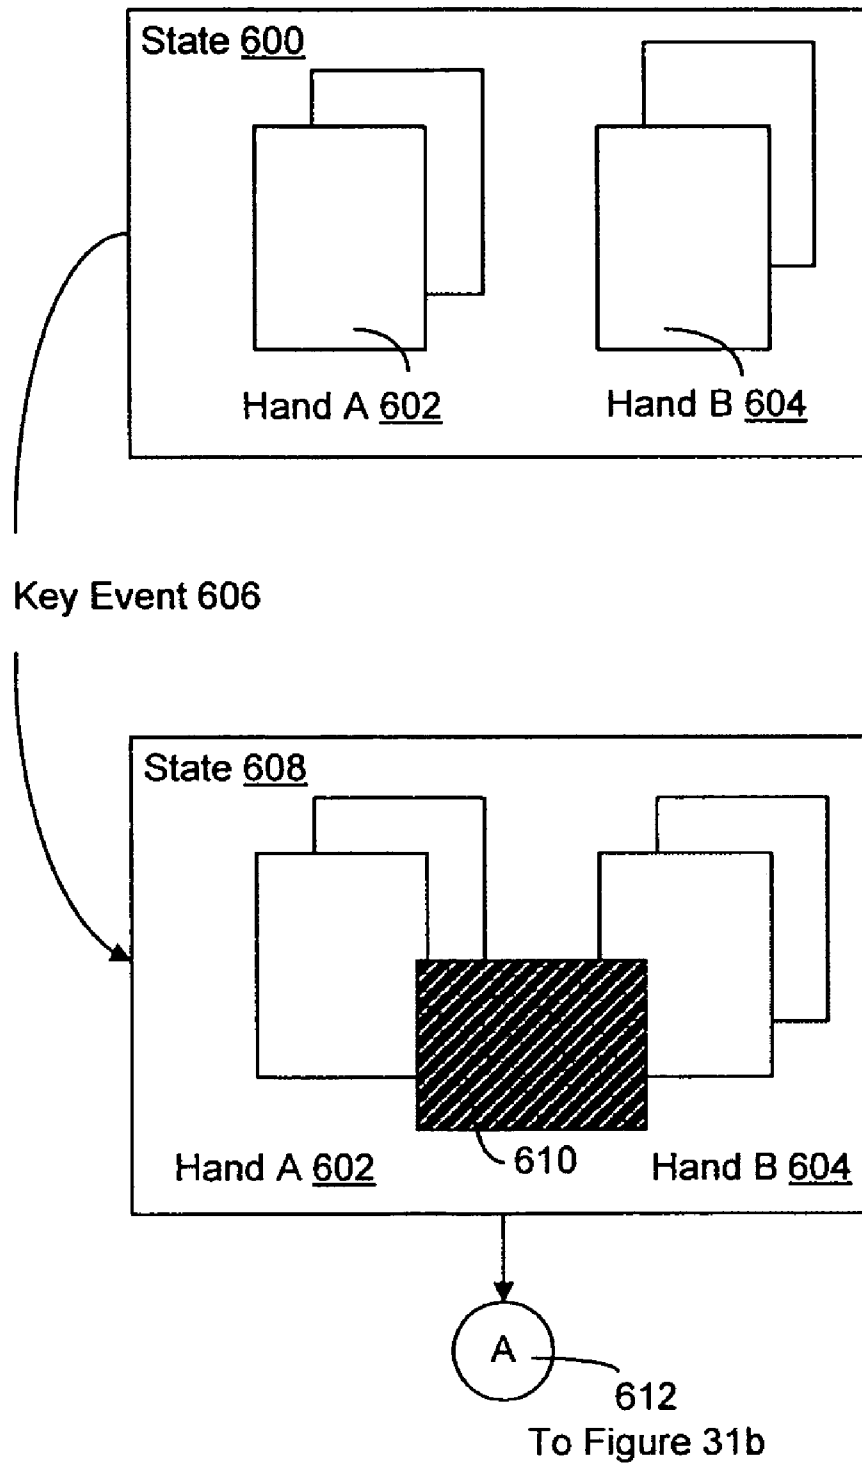 State 600
Hand A 602
Hand B 604
Key Event 606
State 608
610
Hand A 602
Hand B 604
A
612
To Figure 31b